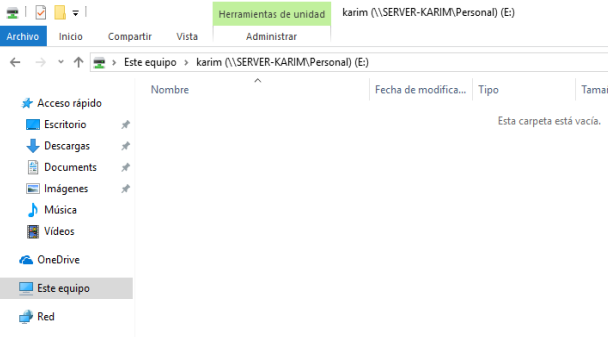 Herramientas de unidad karim (\\SERVER-KARIM\Personal) (E:)
Archivo Inicio Compartir Vista Administrar
Este equipo > karim (\\SERVER-KARIM\Personal) (E:)
Nombre Fecha de modifica... Tipo
Esta carpeta está vacía.
Acceso rápido
Escritorio
Descargas
Documents
Imágenes
Música
Vídeos
OneDrive
Este equipo
Red